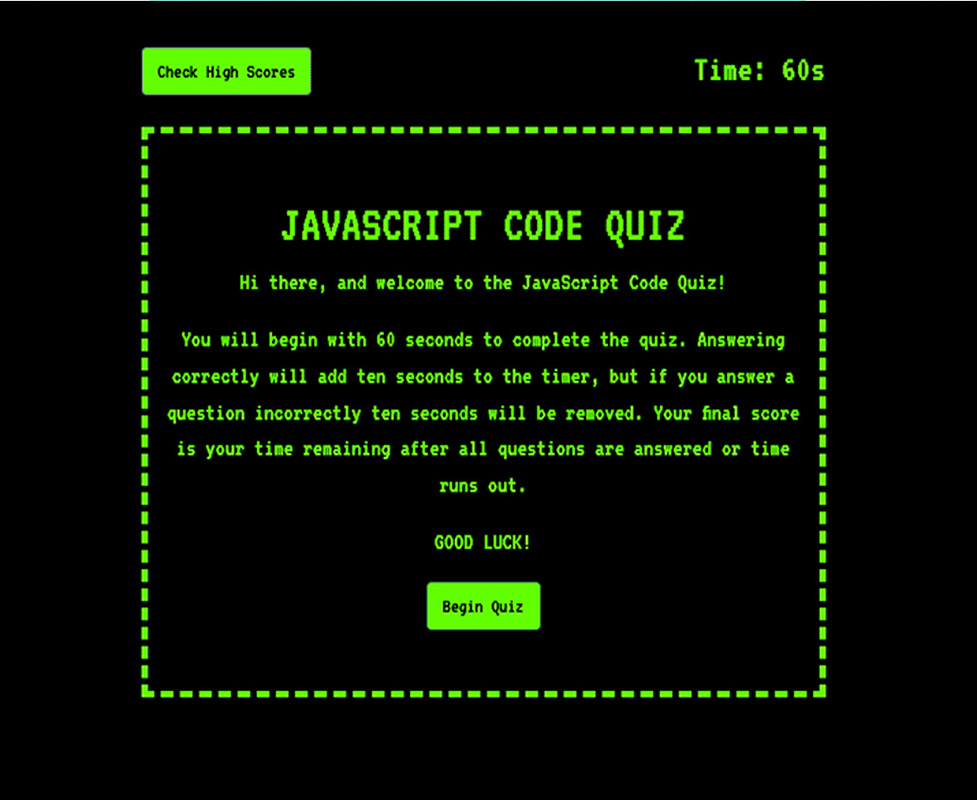 Check High Scores
Time: 60s
JAVASCRIPT CODE QUIZ
Hi there, and welcome to the JavaScript Code Quiz!
You will begin with 60 seconds to complete the quiz. Answering
correctly will add ten seconds to the timer, but if you answer a
question incorrectly ten seconds will be removed. Your final score
is your time remaining after all questions are answered or time
runs out.
GOOD LUCK!
Begin Quiz